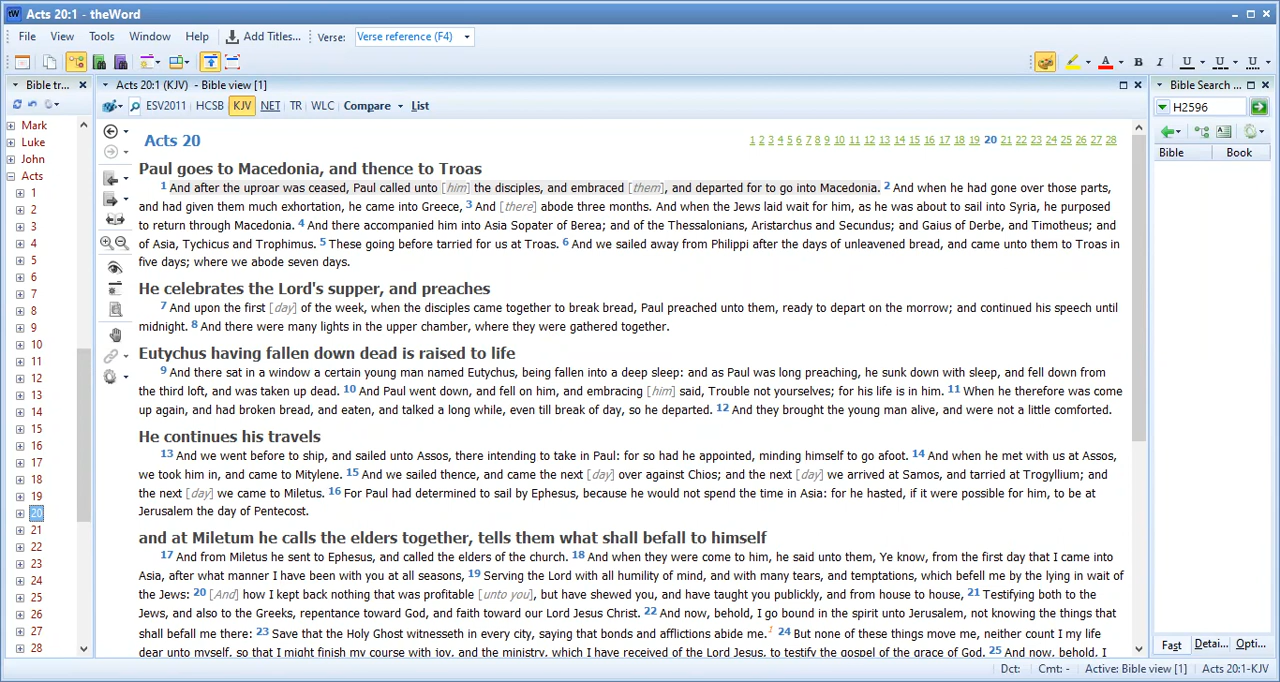 Acts 20:1 - theWord
File View Tools Window Help Add Titles... Verse: Verse reference (F4)
B I U U U
Bible tr...
Acts 20:1 (KJV) - Bible view [1]
Bible Search ...
ESV2011 HCSB KJV NET TR WLC Compare List
H2596
Bible Book
Mark
Luke
John
Acts
1
2
3
4
5
6
7
8
9
10
11
12
13
14
15
16
17
18
19
20
21
22
23
24
25
26
27
28
Acts 20
1 2 3 4 5 6 7 8 9 10 11 12 13 14 15 16 17 18 19 20 21 22 23 24 25 26 27 28
Paul goes to Macedonia, and thence to Troas
1 And after the uproar was ceased, Paul called unto [him] the disciples, and embraced [them], and departed for to go into Macedonia. 2 And when he had gone over those parts,
and had given them much exhortation, he came into Greece, 3 And [there] abode three months. And when the Jews laid wait for him, as he was about to sail into Syria, he purposed
to return through Macedonia. 4 And there accompanied him into Asia Sopater of Berea; and of the Thessalonians, Aristarchus and Secundus; and Gaius of Derbe, and Timotheus; and
of Asia, Tychicus and Trophimus. 5 These going before tarried for us at Troas. 6 And we sailed away from Philippi after the days of unleavened bread, and came unto them to Troas in
five days; where we abode seven days.
He celebrates the Lord's supper, and preaches
7 And upon the first [day] of the week, when the disciples came together to break bread, Paul preached unto them, ready to depart on the morrow; and continued his speech until
midnight. 8 And there were many lights in the upper chamber, where they were gathered together.
Eutychus having fallen down dead is raised to life
9 And there sat in a window a certain young man named Eutychus, being fallen into a deep sleep: and as Paul was long preaching, he sunk down with sleep, and fell down from
the third loft, and was taken up dead. 10 And Paul went down, and fell on him, and embracing [him] said, Trouble not yourselves; for his life is in him. 11 When he therefore was come
up again, and had broken bread, and eaten, and talked a long while, even till break of day, so he departed. 12 And they brought the young man alive, and were not a little comforted.
He continues his travels
13 And we went before to ship, and sailed unto Assos, there intending to take in Paul: for so had he appointed, minding himself to go afoot. 14 And when he met with us at Assos,
we took him in, and came to Mitylene. 15 And we sailed thence, and came the next [day] over against Chios; and the next [day] we arrived at Samos, and tarried at Trogyllium; and
the next [day] we came to Miletus. 16 For Paul had determined to sail by Ephesus, because he would not spend the time in Asia: for he hasted, if it were possible for him, to be at
Jerusalem the day of Pentecost.
and at Miletum he calls the elders together, tells them what shall befall to himself
17 And from Miletus he sent to Ephesus, and called the elders of the church. 18 And when they were come to him, he said unto them, Ye know, from the first day that I came into
Asia, after what manner I have been with you at all seasons, 19 Serving the Lord with all humility of mind, and with many tears, and temptations, which befell me by the lying in wait of
the Jews: 20 [And] how I kept back nothing that was profitable [unto you], but have shewed you, and have taught you publickly, and from house to house, 21 Testifying both to the
Jews, and also to the Greeks, repentance toward God, and faith toward our Lord Jesus Christ. 22 And now, behold, I go bound in the spirit unto Jerusalem, not knowing the things that
shall befall me there: 23 Save that the Holy Ghost witnesseth in every city, saying that bonds and afflictions abide me. 24 But none of these things move me, neither count I my life
dear unto myself, so that I might finish my course with joy, and the ministry, which I have received of the Lord Jesus, to testify the gospel of the grace of God. 25 And now, behold, I
Fast Detai... Opti...
Dct: Cmt: - Active: Bible view [1] Acts 20:1-KJV